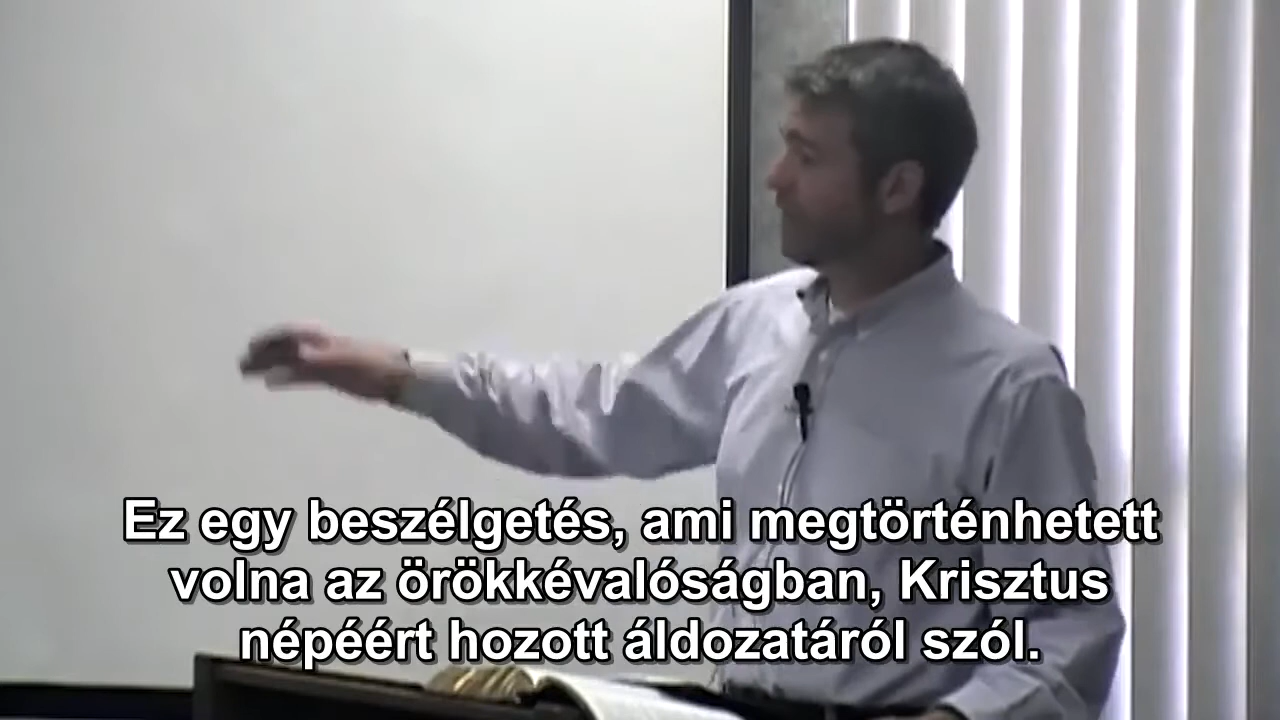 Ez egy beszélgetés, ami megtörténhetett
volna az örökkévalóságban, Krisztus
népéért hozott áldozatáról szól.